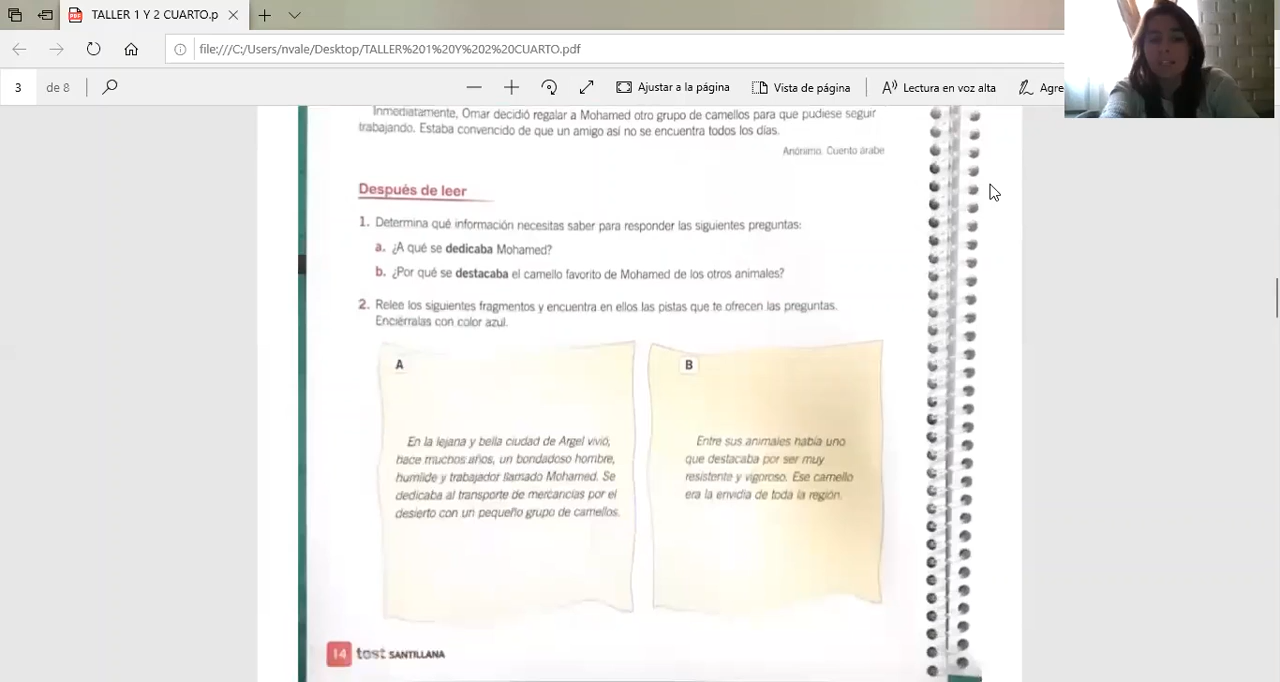 TALLER 1 Y 2 CUARTO.p
file:///C:/Users/nvale/Desktop/TALLER%201%20Y%202%20CUARTO.pdf
3 de 8
Ajustar a la página
Vista de página
Lectura en voz alta
Agre
Inmediatamente, Omar decidió regalar a Mohamed otro grupo de camellos para que pudiese seguir
trabajando. Estaba convencido de que un amigo así no se encuentra todos los días.
Anónimo. Cuento árabe
Después de leer
1. Determina qué información necesitas saber para responder las siguientes preguntas:
a. ¿A qué se dedicaba Mohamed?
b. ¿Por qué se destacaba el camello favorito de Mohamed de los otros animales?
2. Relee los siguientes fragmentos y encuentra en ellos las pistas que te ofrecen las preguntas.
Enciérralas con color azul.
A
En la lejana y bella ciudad de Argel vivió,
hace muchos años, un bondadoso hombre,
humilde y trabajador llamado Mohamed. Se
dedicaba al transporte de mercancías por el
desierto con un pequeño grupo de camellos.
B
Entre sus animales había uno
que destacaba por ser muy
resistente y vigoroso. Ese camello
era la envidia de toda la región.
14 test SANTILLANA